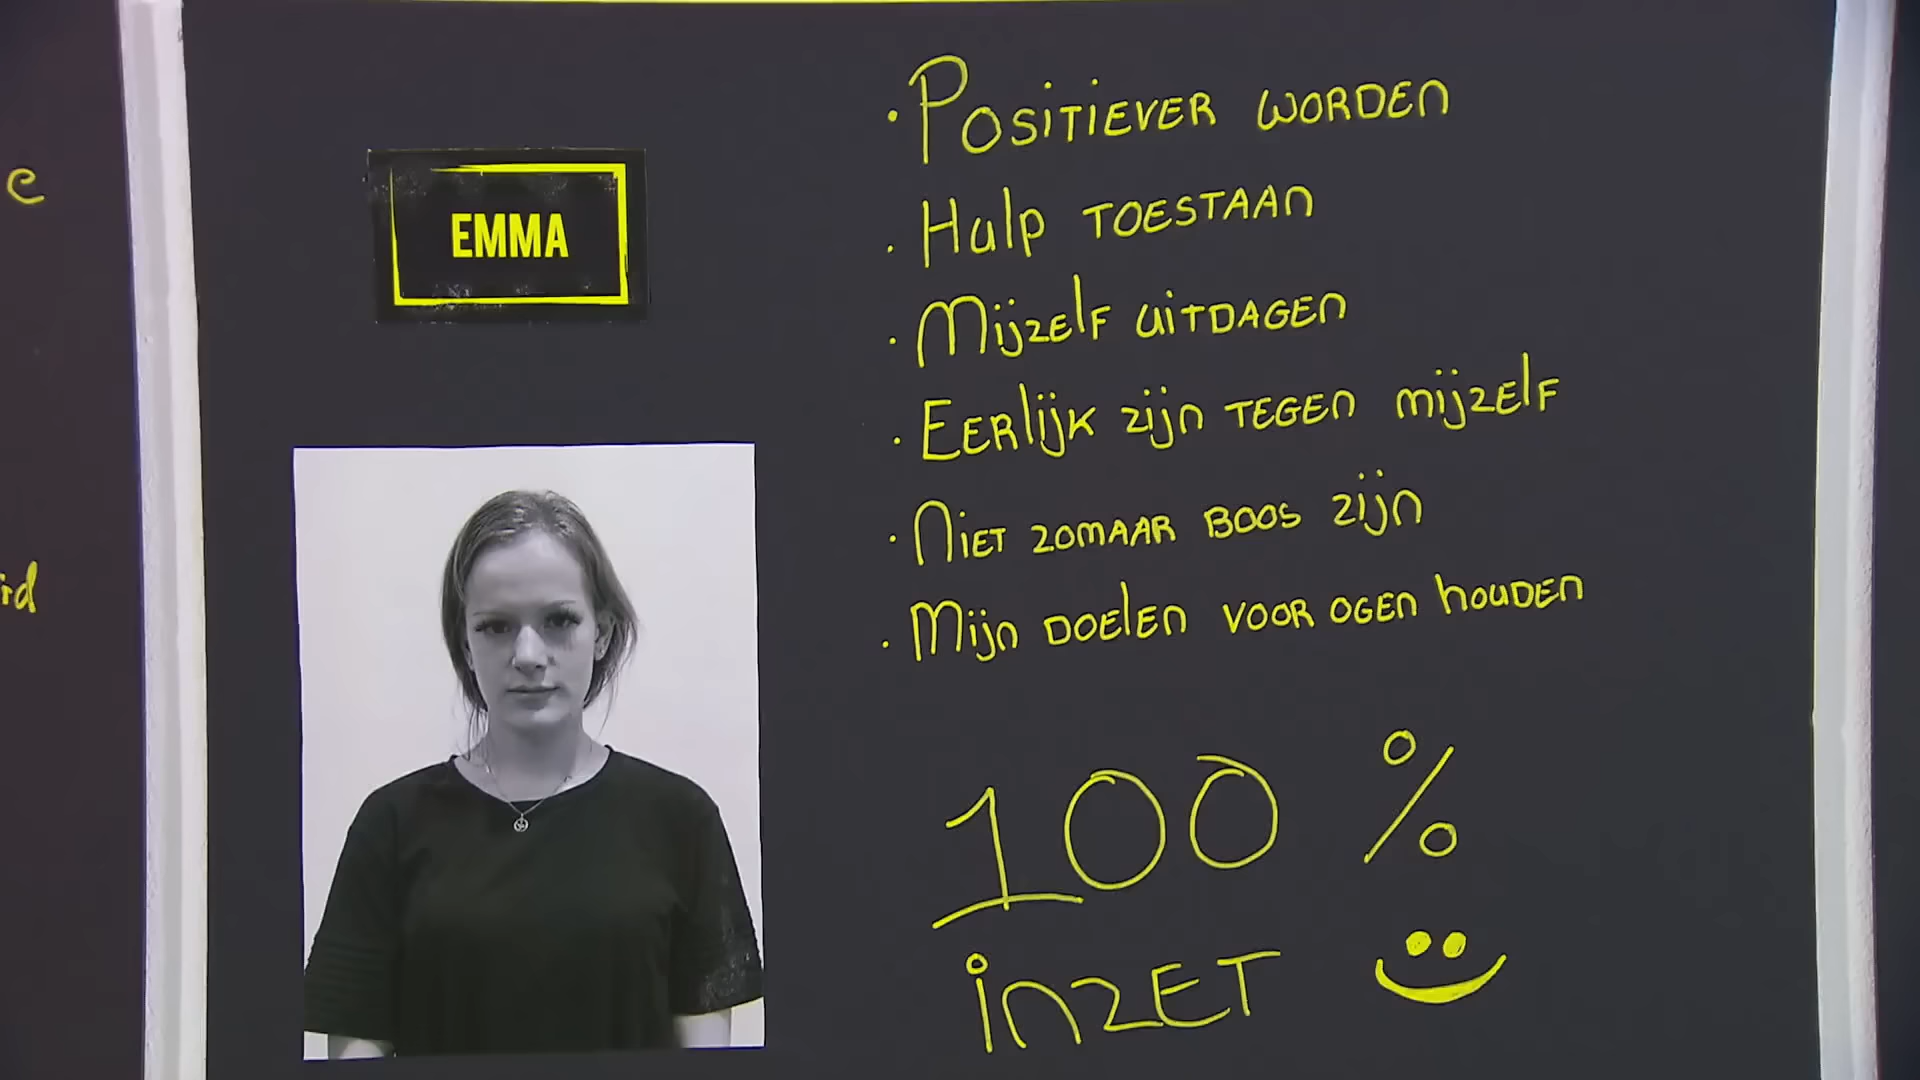 e
rd
EMMA
• Positiever worden
• Hulp toestaan
• Mijzelf uitdagen
• Eerlijk zijn tegen mijzelf
• Niet zomaar boos zijn
• Mijn doelen voor ogen houden
100 %
inzet